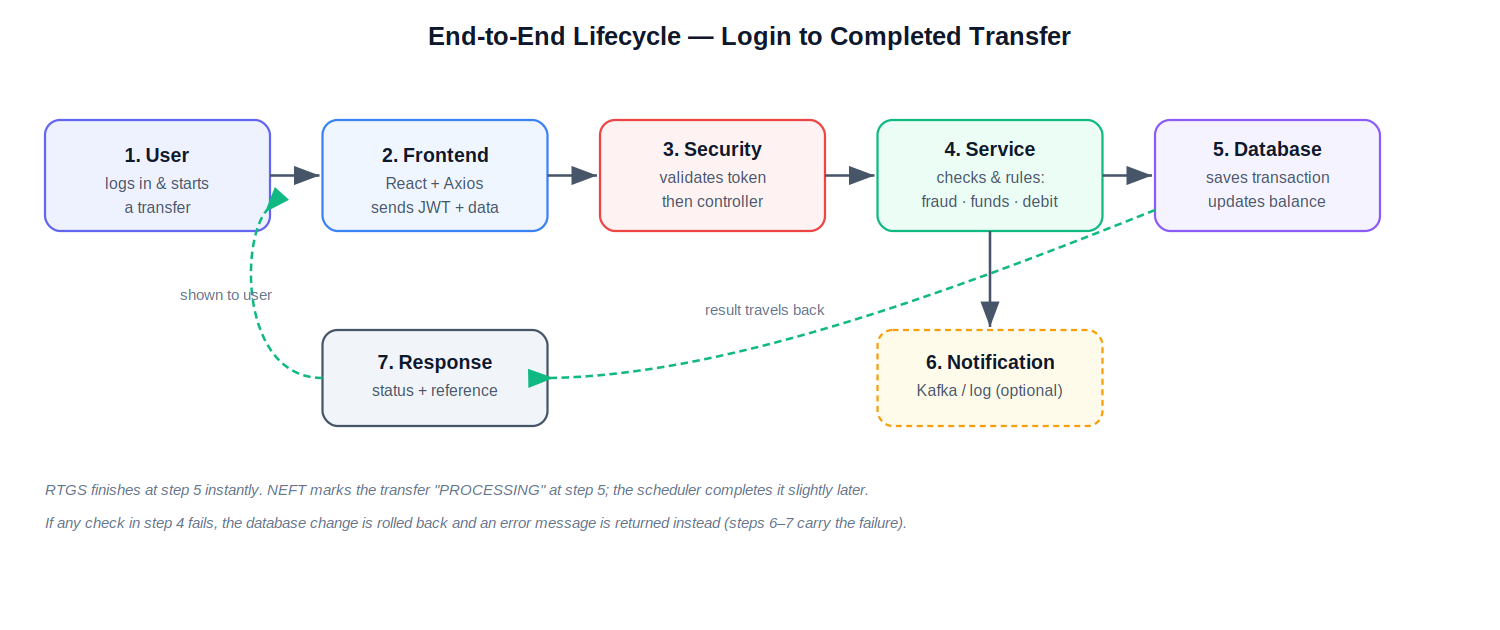 End-to-End Lifecycle — Login to Completed Transfer
1. User
logs in & starts
a transfer
2. Frontend
React + Axios
sends JWT + data
3. Security
validates token
then controller
4. Service
checks & rules:
fraud · funds · debit
5. Database
saves transaction
updates balance
shown to user
result travels back
7. Response
status + reference
6. Notification
Kafka / log (optional)
RTGS finishes at step 5 instantly. NEFT marks the transfer "PROCESSING" at step 5; the scheduler completes it slightly later.
If any check in step 4 fails, the database change is rolled back and an error message is returned instead (steps 6–7 carry the failure).